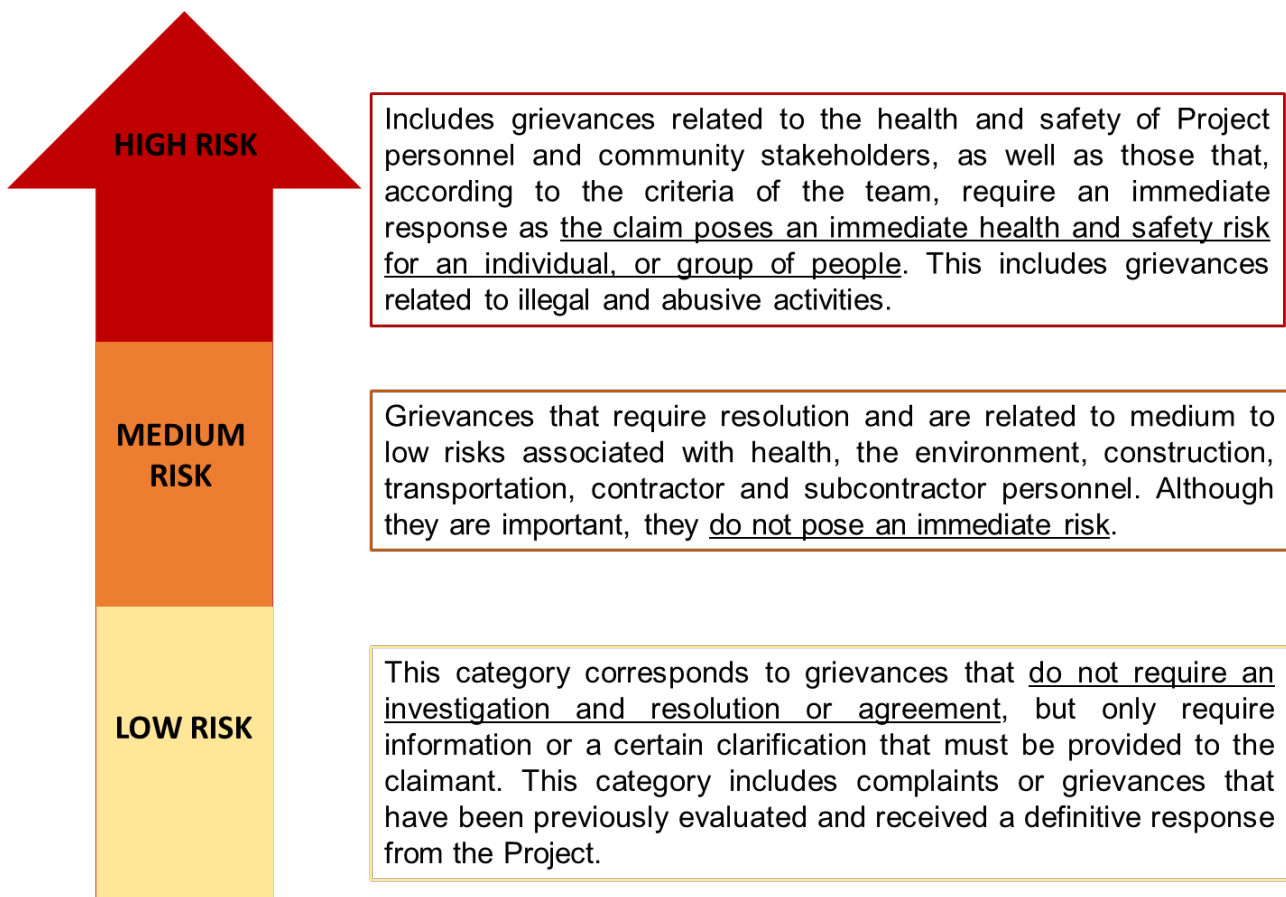 HIGH RISK
Includes grievances related to the health and safety of Project
personnel and community stakeholders, as well as those that,
according to the criteria of the team, require an immediate
response as the claim poses an immediate health and safety risk
for an individual, or group of people. This includes grievances
related to illegal and abusive activities.
MEDIUM
RISK
Grievances that require resolution and are related to medium to
low risks associated with health, the environment, construction,
transportation, contractor and subcontractor personnel. Although
they are important, they do not pose an immediate risk.
LOW RISK
This category corresponds to grievances that do not require an
investigation and resolution or agreement, but only require
information or a certain clarification that must be provided to the
claimant. This category includes complaints or grievances that
have been previously evaluated and received a definitive response
from the Project.